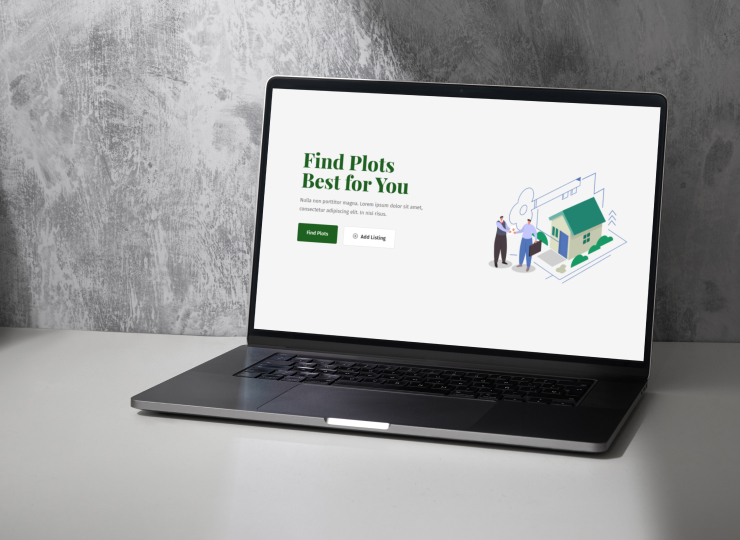 Find Plots
Best for You
Nulla non porttitor magna. Lorem ipsum dolor sit amet,
consectetur adipiscing elit. In nisl risus.
Find Plots
Add Listing